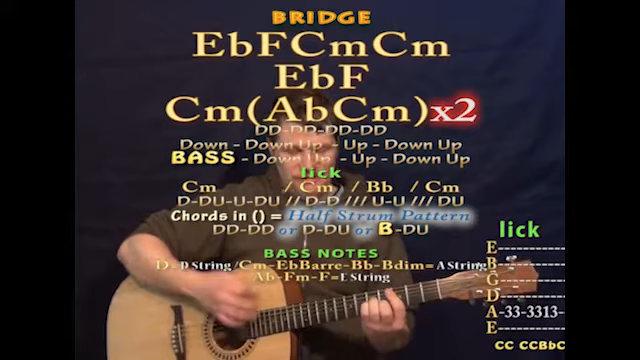 BRIDGE
EbFCmCm
EbF
Cm(AbCm)x2
DD-DD-DD-DD
Down - Down Up - Up - Down Up
BASS - Down Up - Up - Down Up
lick
Cm / Cm / Bb / Cm
D-DU-U-DU // D-D /// U-U /// DU
Chords in () = Half Strum Pattern
DD-DD or D-DU or B-DU
BASS NOTES
D=D String/Cm-EbBarre-Bb-Bdim=A String
Ab-Fm-F=E String
lick
E
B
G
D
A -33-3313-
E
CC CCBbC